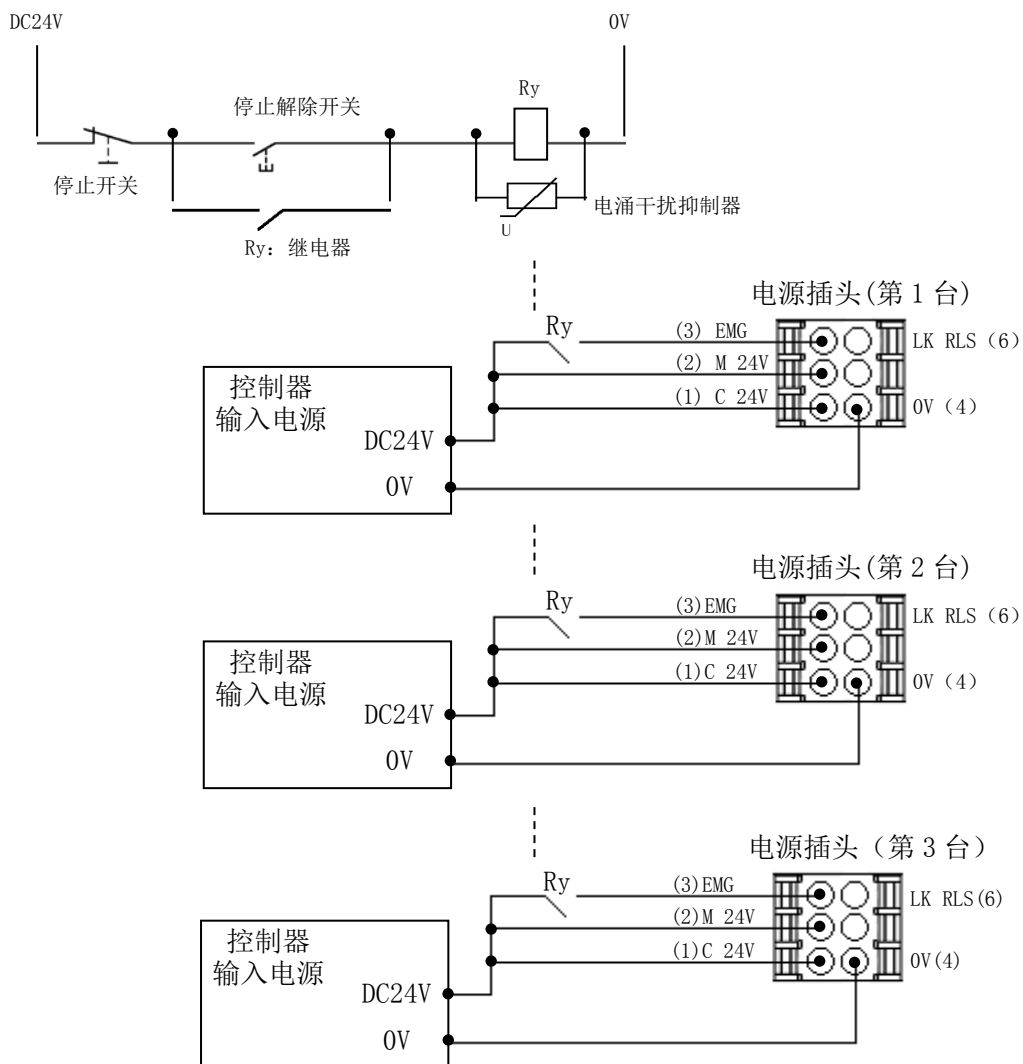 DC24V
0V
Ry
停止解除开关
停止开关
电涌干扰抑制器
U
Ry：继电器
电源插头(第 1 台)
Ry
(3) EMG
LK RLS（6）
(2) M 24V
控制器
输入电源
(1) C 24V
0V（4）
DC24V
0V
电源插头(第 2 台)
Ry
(3)EMG
LK RLS（6）
(2)M 24V
控制器
输入电源
(1)C 24V
0V（4）
DC24V
0V
电源插头（第 3 台）
Ry
(3)EMG
LK RLS(6)
(2)M 24V
控制器
输入电源
(1)C 24V
0V(4)
DC24V
0V